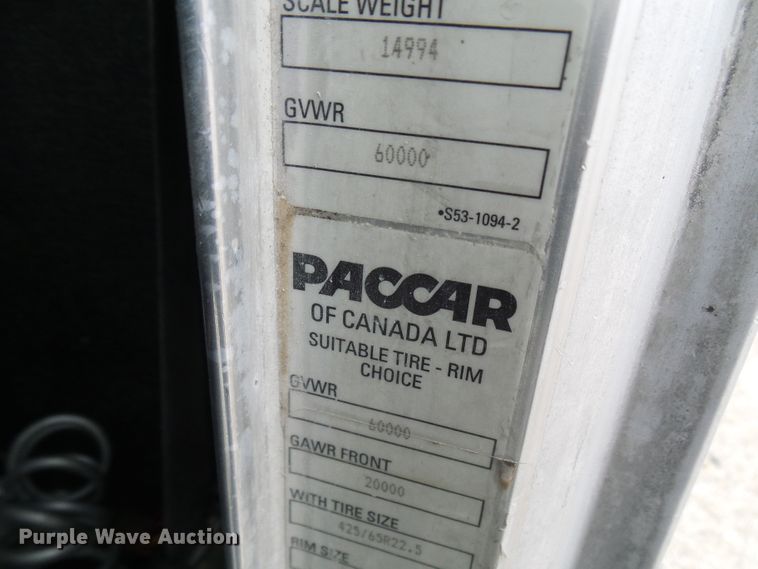 SCALE WEIGHT
14994
GVWR
60000
•S53-1094-2
PACCAR
OF CANADA LTD
SUITABLE TIRE - RIM
CHOICE
GVWR
60000
GAWR FRONT
20000
WITH TIRE SIZE
425/65R22.5
RIM SIZE
Purple Wave Auction